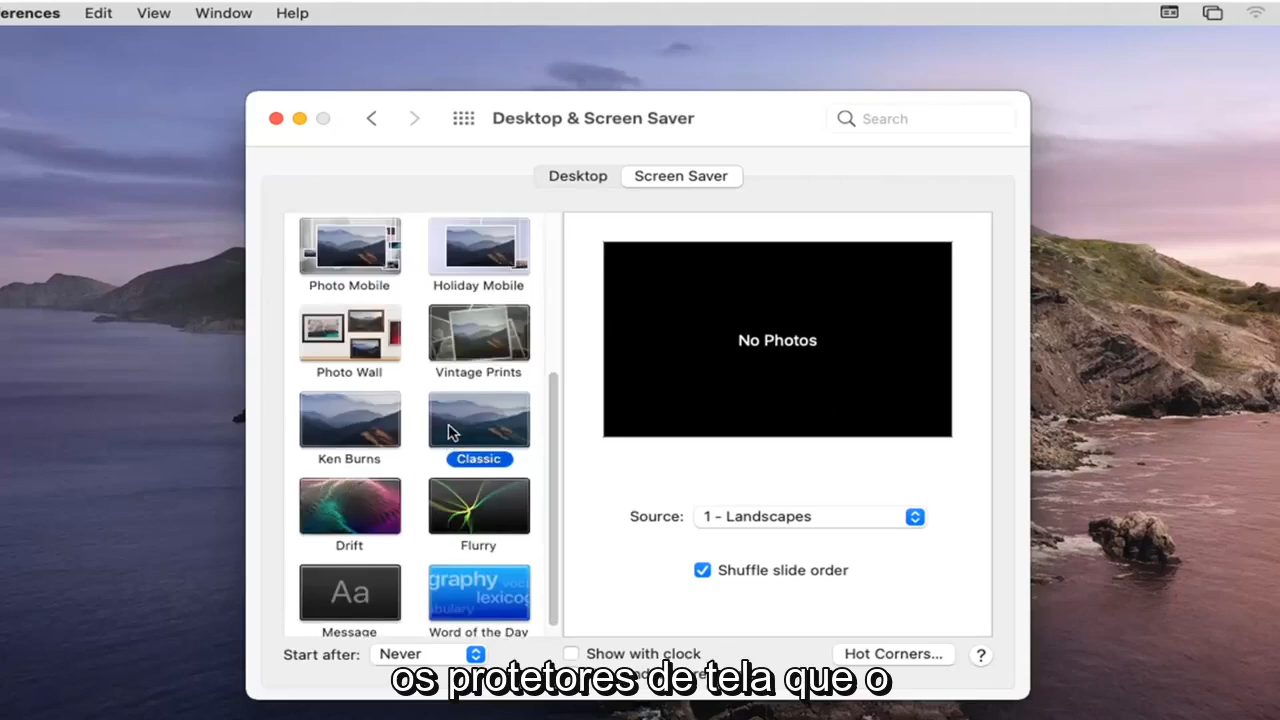 erences Edit View Window Help
Desktop & Screen Saver
Search
Desktop Screen Saver
Photo Mobile Holiday Mobile
No Photos
Photo Wall Vintage Prints
Ken Burns Classic
Source: 1 - Landscapes
Drift Flurry
Shuffle slide order
Aa
graphy
lexico
bulary
Message Word of the Day
Start after: Never Show with clock Hot Corners... ?
os protetores de tela que o